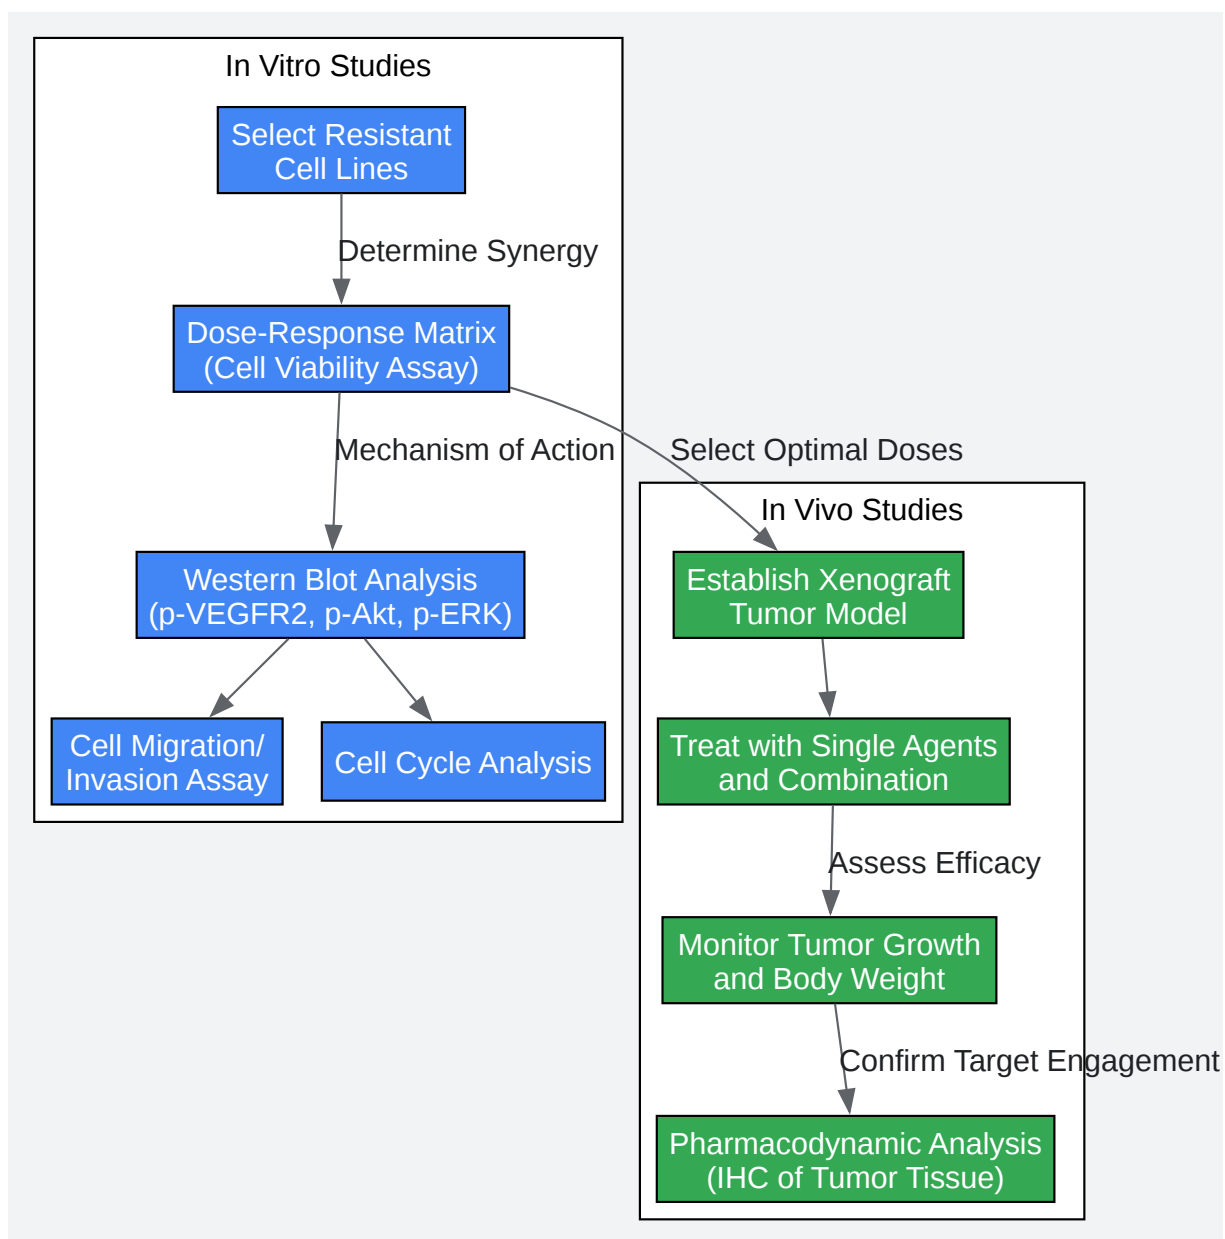 In Vitro Studies
Select Resistant
Cell Lines
Determine Synergy
Dose-Response Matrix
(Cell Viability Assay)
Mechanism of Action
Select Optimal Doses
Western Blot Analysis
(p-VEGFR2, p-Akt, p-ERK)
Cell Migration/
Invasion Assay
Cell Cycle Analysis
In Vivo Studies
Establish Xenograft
Tumor Model
Treat with Single Agents
and Combination
Assess Efficacy
Monitor Tumor Growth
and Body Weight
Confirm Target Engagement
Pharmacodynamic Analysis
(IHC of Tumor Tissue)